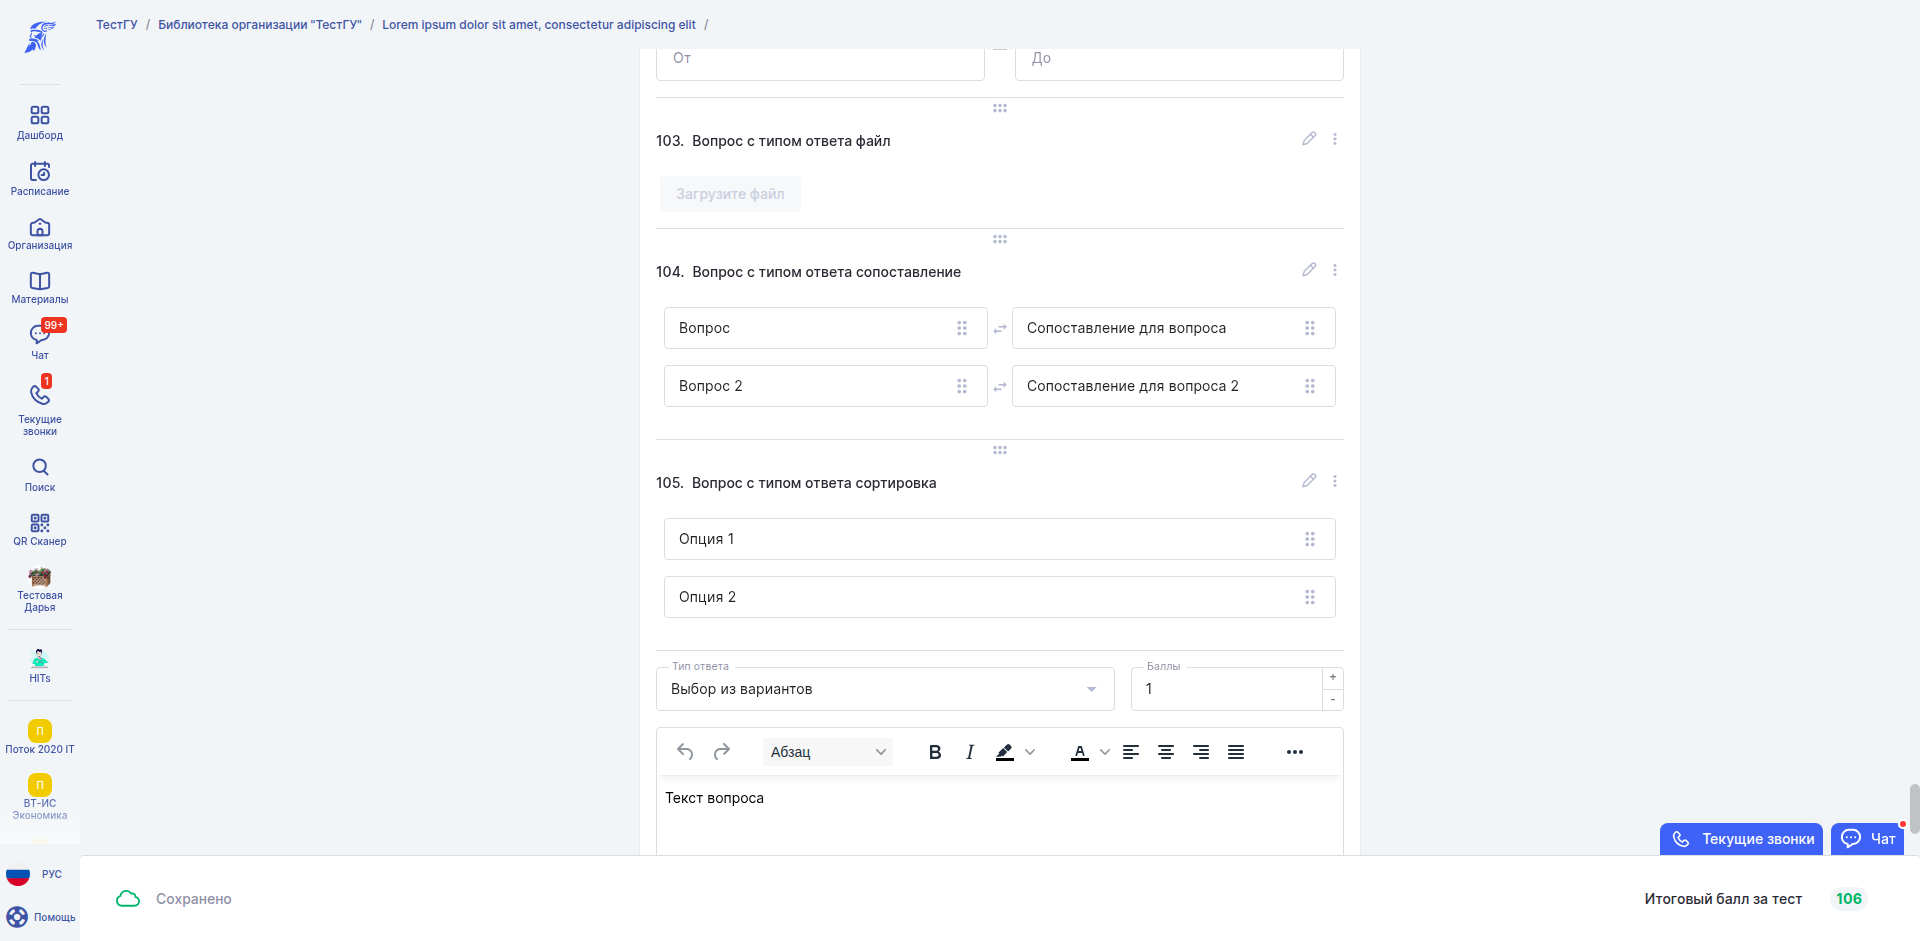 ТестГУ / Библиотека организации "ТестГУ" / Lorem ipsum dolor sit amet, consectetur adipiscing elit /
Дашборд
Расписание
Организация
Материалы
99+
Чат
1
Текущие
звонки
Поиск
QR Сканер
Тестовая
Дарья
HITs
П
Поток 2020 IT
П
ВТ-ИС
Экономика
РУС
Помощь
От
До
103. Вопрос с типом ответа файл
Загрузите файл
104. Вопрос с типом ответа сопоставление
Вопрос
Сопоставление для вопроса
Вопрос 2
Сопоставление для вопроса 2
105. Вопрос с типом ответа сортировка
Опция 1
Опция 2
Тип ответа
Выбор из вариантов
Баллы
1
+
-
Абзац
B I A
Текст вопроса
Текущие звонки
Чат
Сохранено
Итоговый балл за тест 106